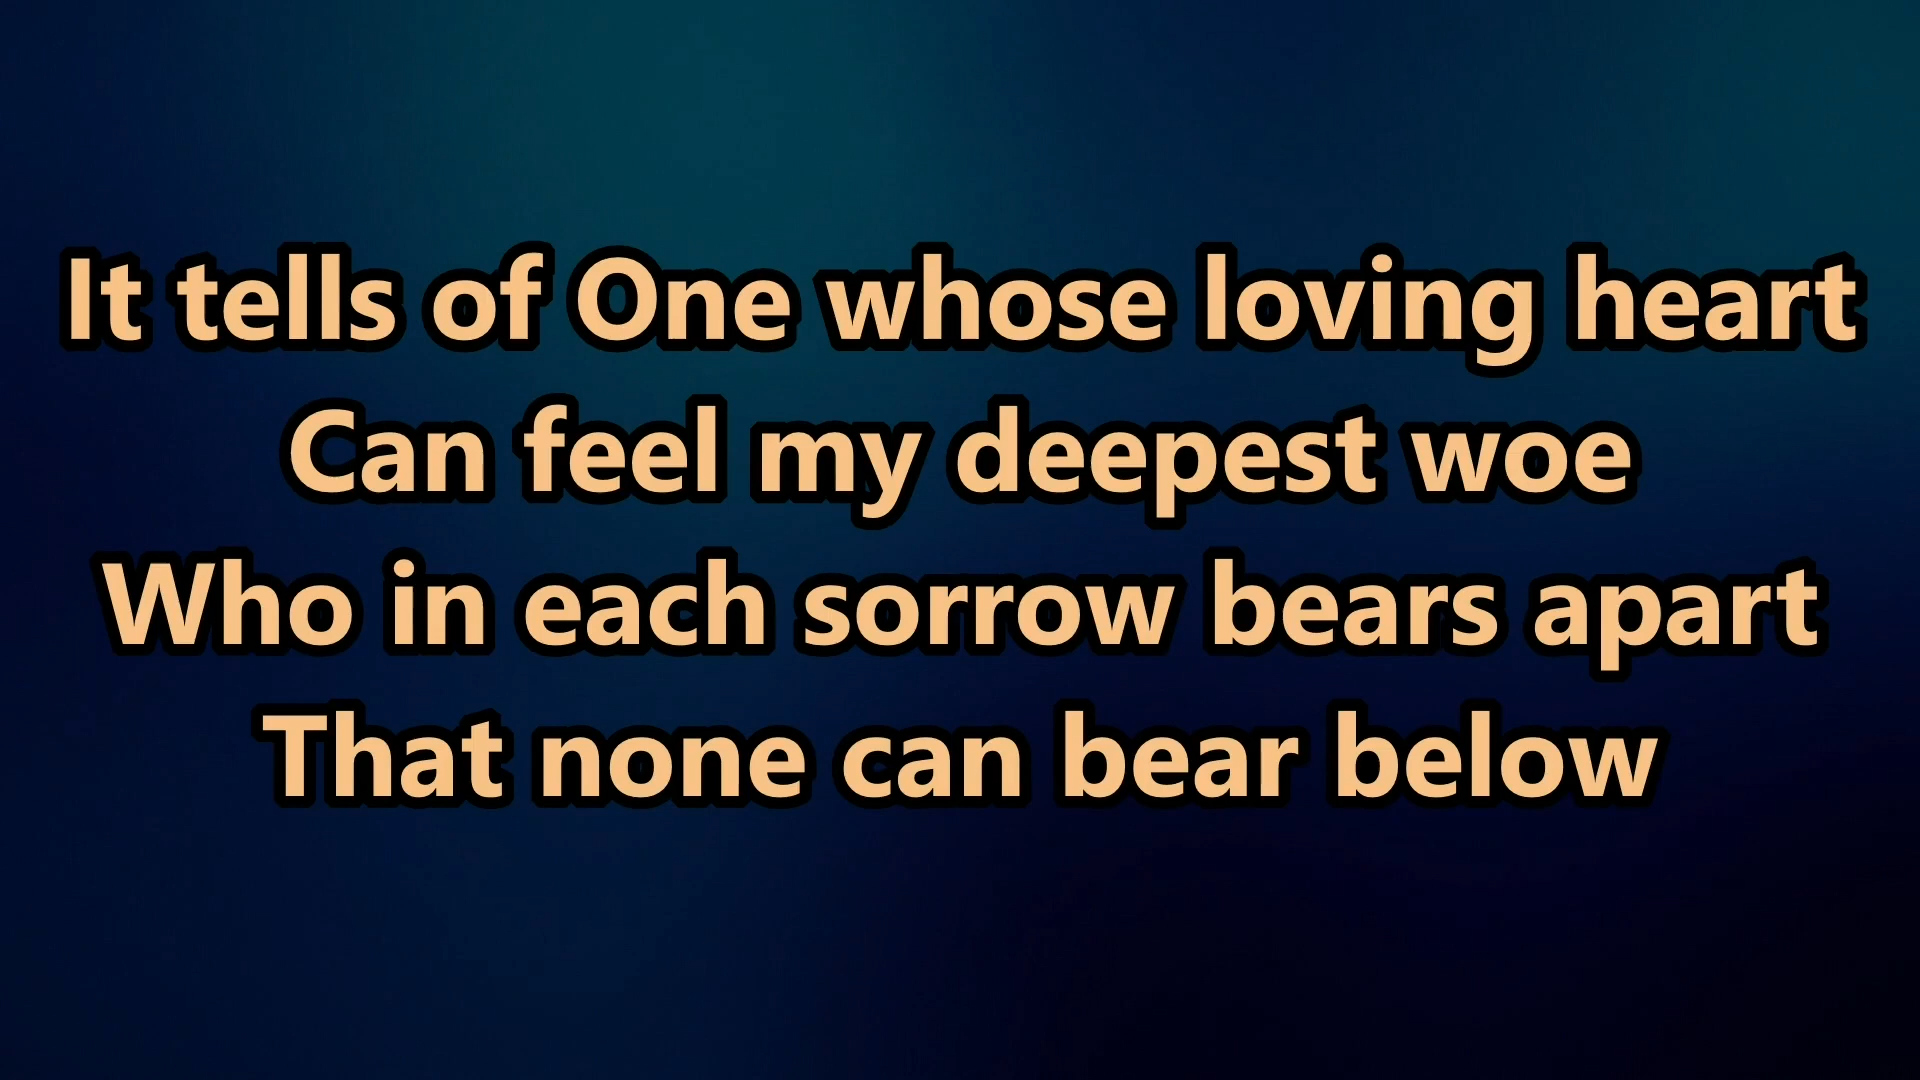 It tells of One whose loving heart
Can feel my deepest woe
Who in each sorrow bears apart
That none can bear below